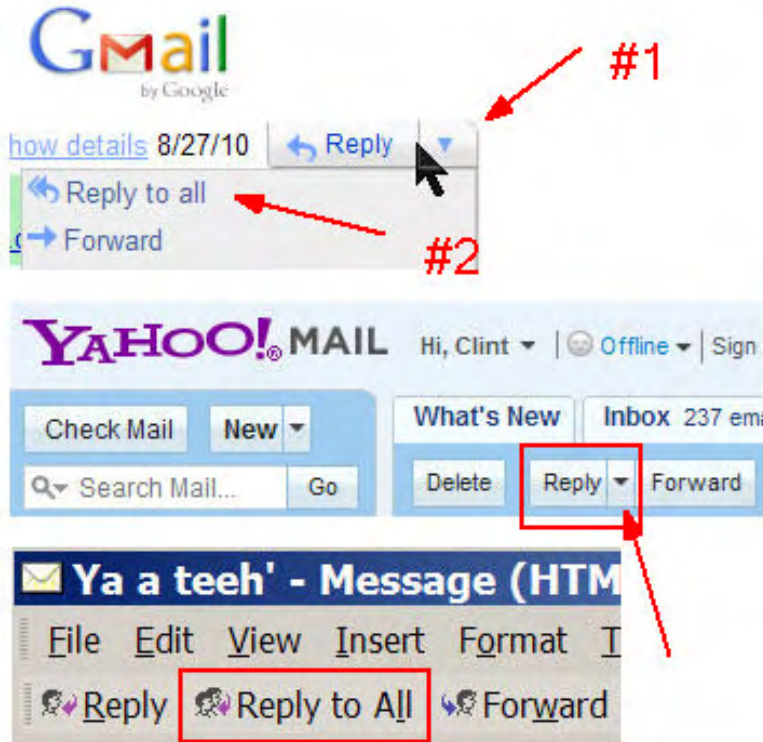 Gmail
by Google
#1
how details 8/27/10 Reply
Reply to all
Forward
#2
YAHOO!® MAIL Hi, Clint Offline Sign
Check Mail New What's New Inbox 237 ema
Search Mail... Go Delete Reply Forward
Ya a teeh' - Message (HTM
File Edit View Insert Format T
Reply Reply to All Forward